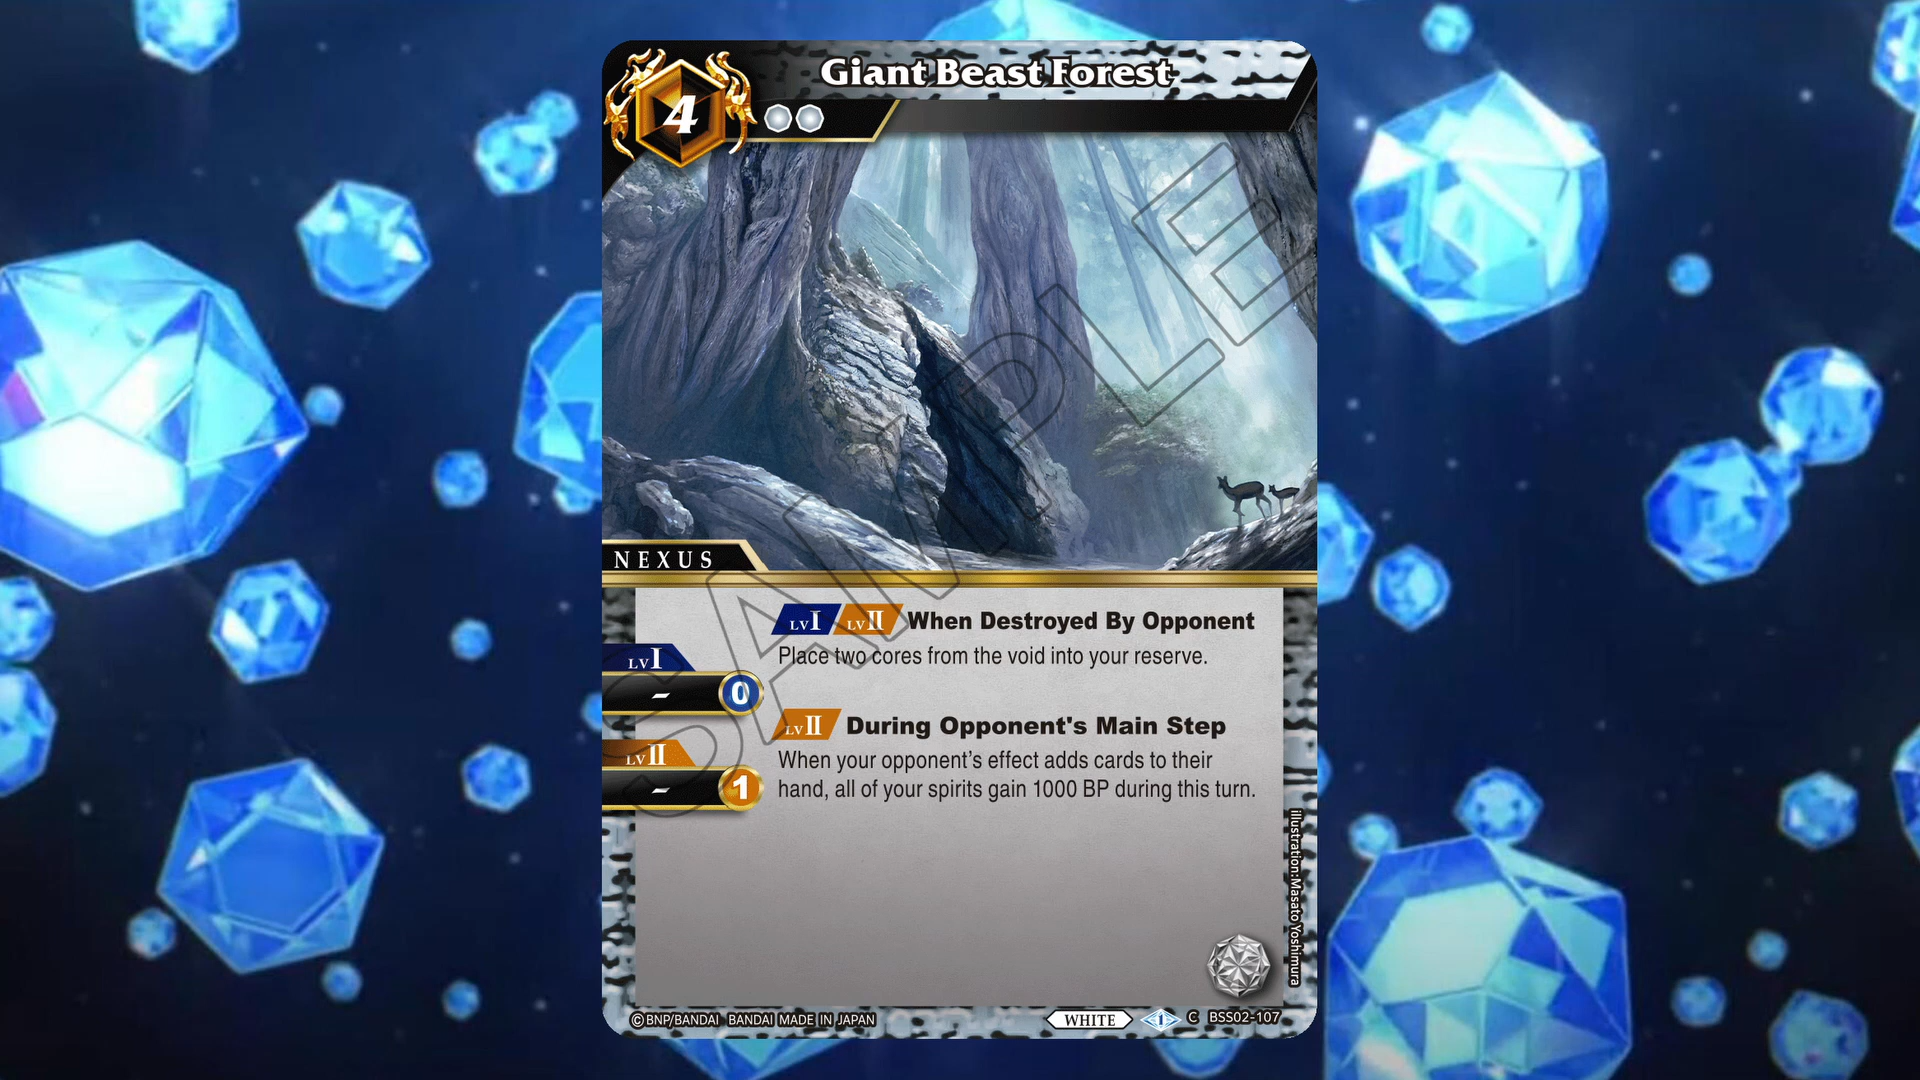 Giant Beast Forest
4
SAMPLE
NEXUS
LV I LV II When Destroyed By Opponent
Place two cores from the void into your reserve.
LV I
- 0
LV II During Opponent's Main Step
When your opponent’s effect adds cards to their
hand, all of your spirits gain 1000 BP during this turn.
LV II
- 1
illustration:Masato Yoshimura
©BNP/BANDAI BANDAI MADE IN JAPAN
WHITE 1 C BSS02-107